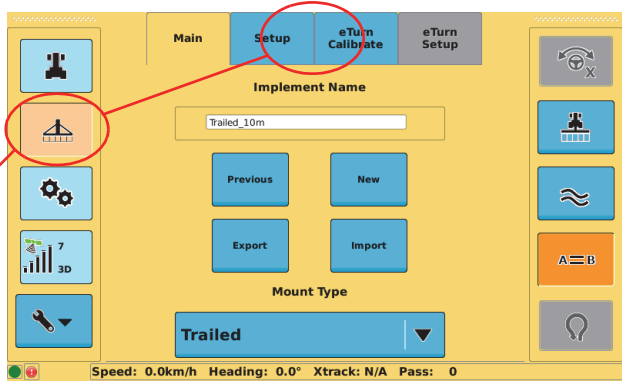 Main
Setup
eTurn
Calibrate
eTurn
Setup
Implement Name
Trailed_10m
Previous
New
Export
Import
Mount Type
Trailed
7
3D
X
A B
Speed: 0.0km/h Heading: 0.0° Xtrack: N/A Pass: 0